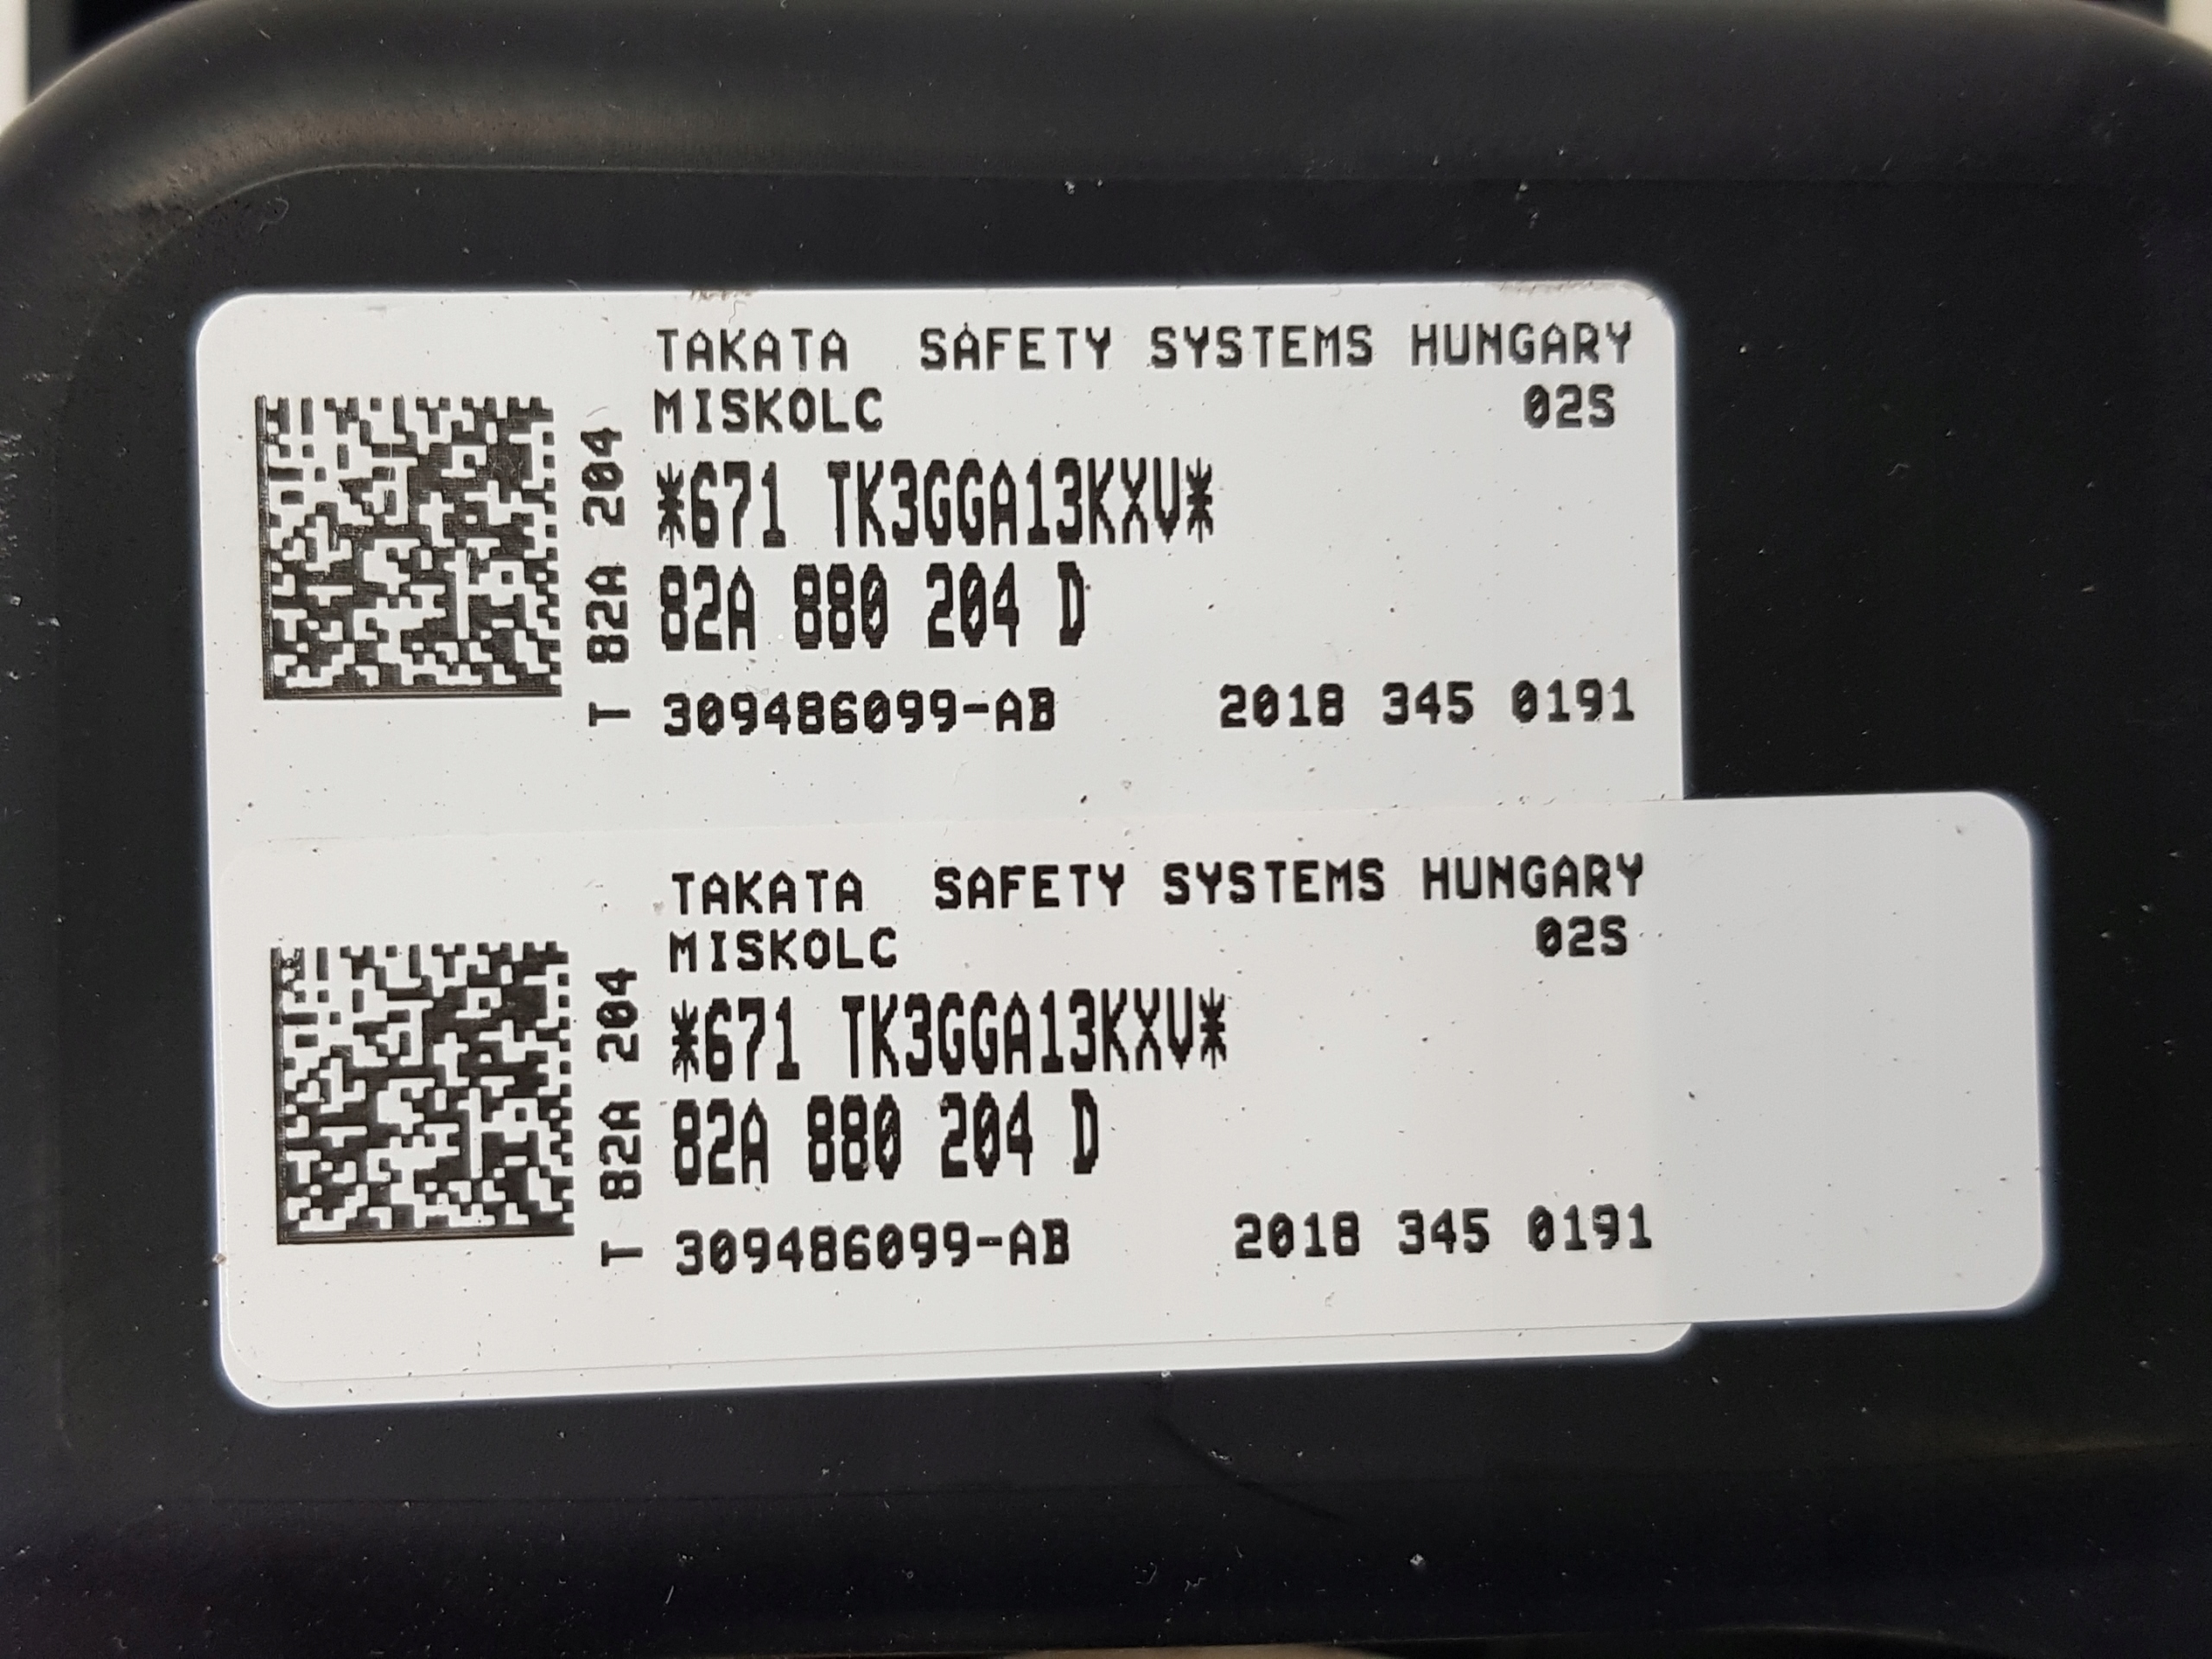 TAKATA  SAFETY SYSTEMS HUNGARY
MISKOLC 02S
*671 TK3GGA13KXV*
82A 880 204 D
309486099-AB 2018 345 0191
T 82A 204
TAKATA  SAFETY SYSTEMS HUNGARY
MISKOLC 02S
*671 TK3GGA13KXV*
82A 880 204 D
309486099-AB 2018 345 0191
T 82A 204